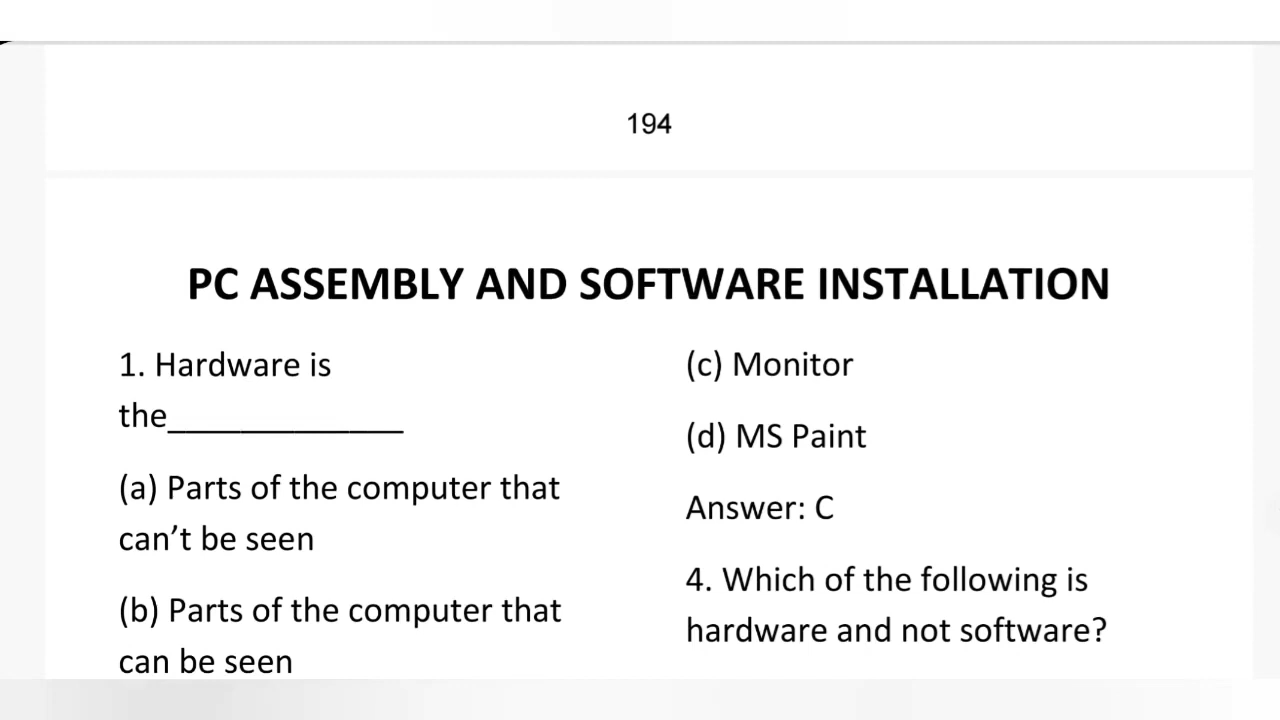 194
PC ASSEMBLY AND SOFTWARE INSTALLATION
1. Hardware is
the______________
(a) Parts of the computer that
can’t be seen
(b) Parts of the computer that
can be seen
(c) Monitor
(d) MS Paint
Answer: C
4. Which of the following is
hardware and not software?